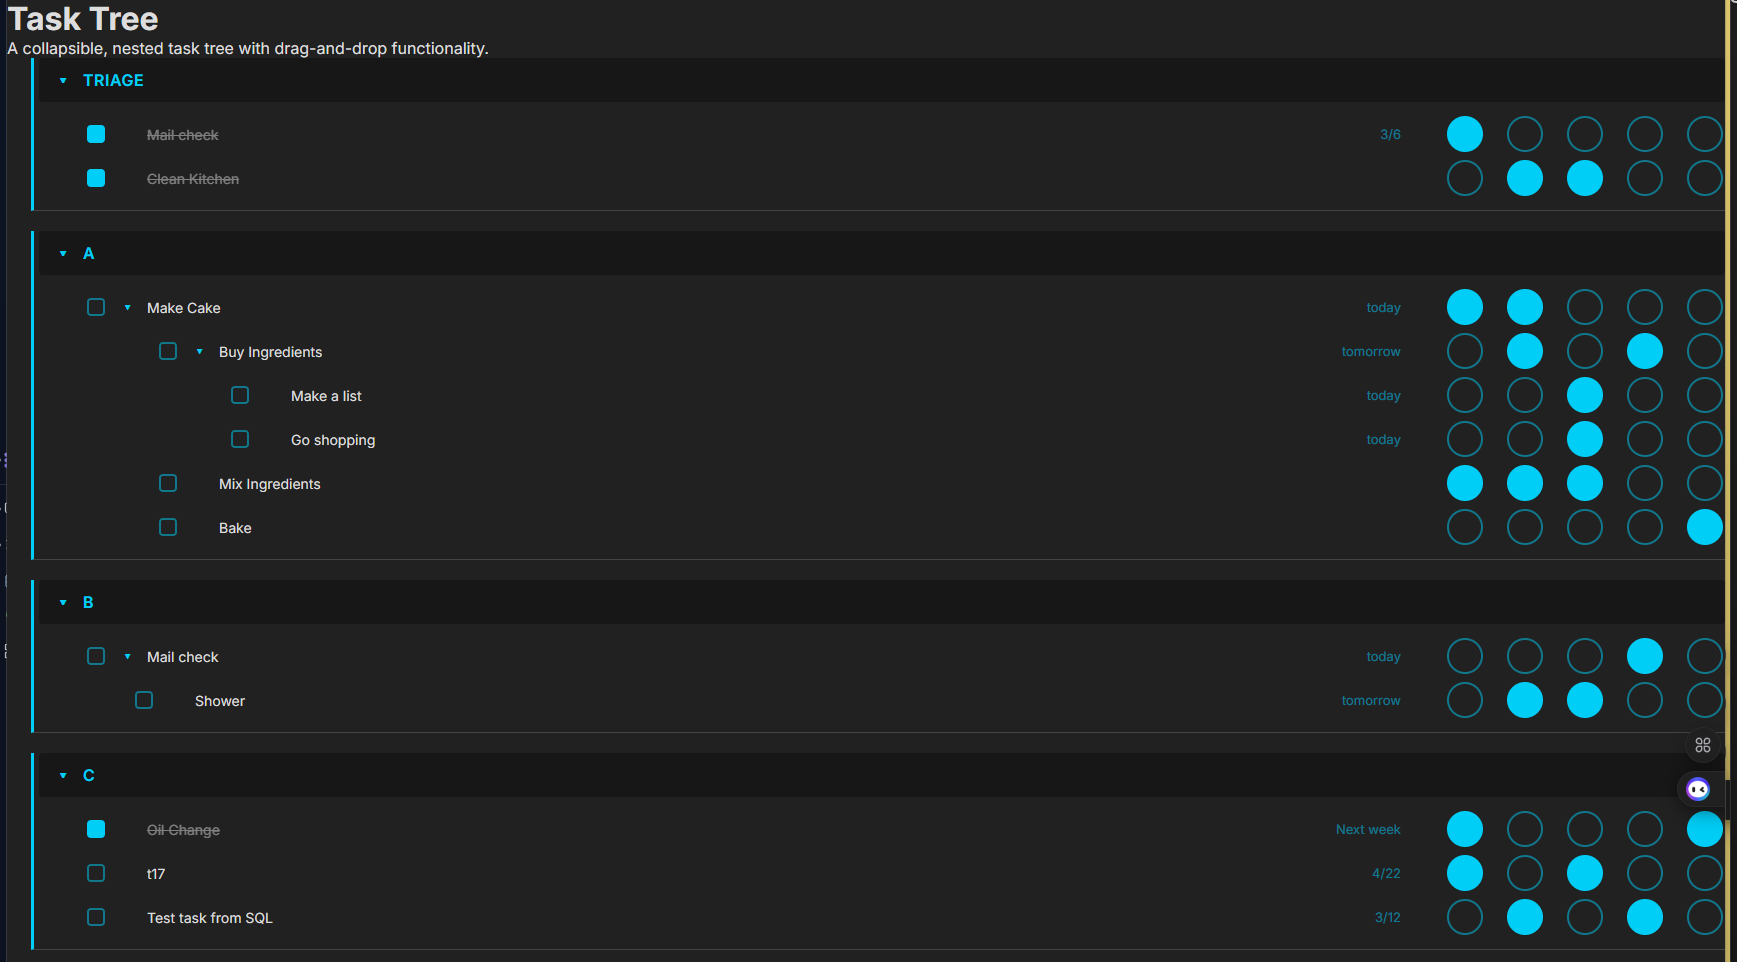 Task Tree
A collapsible, nested task tree with drag-and-drop functionality.
TRIAGE
Mail check 3/6
Clean Kitchen
A
Make Cake today
Buy Ingredients tomorrow
Make a list today
Go shopping today
Mix Ingredients
Bake
B
Mail check today
Shower tomorrow
C
Oil Change Next week
t17 4/22
Test task from SQL 3/12